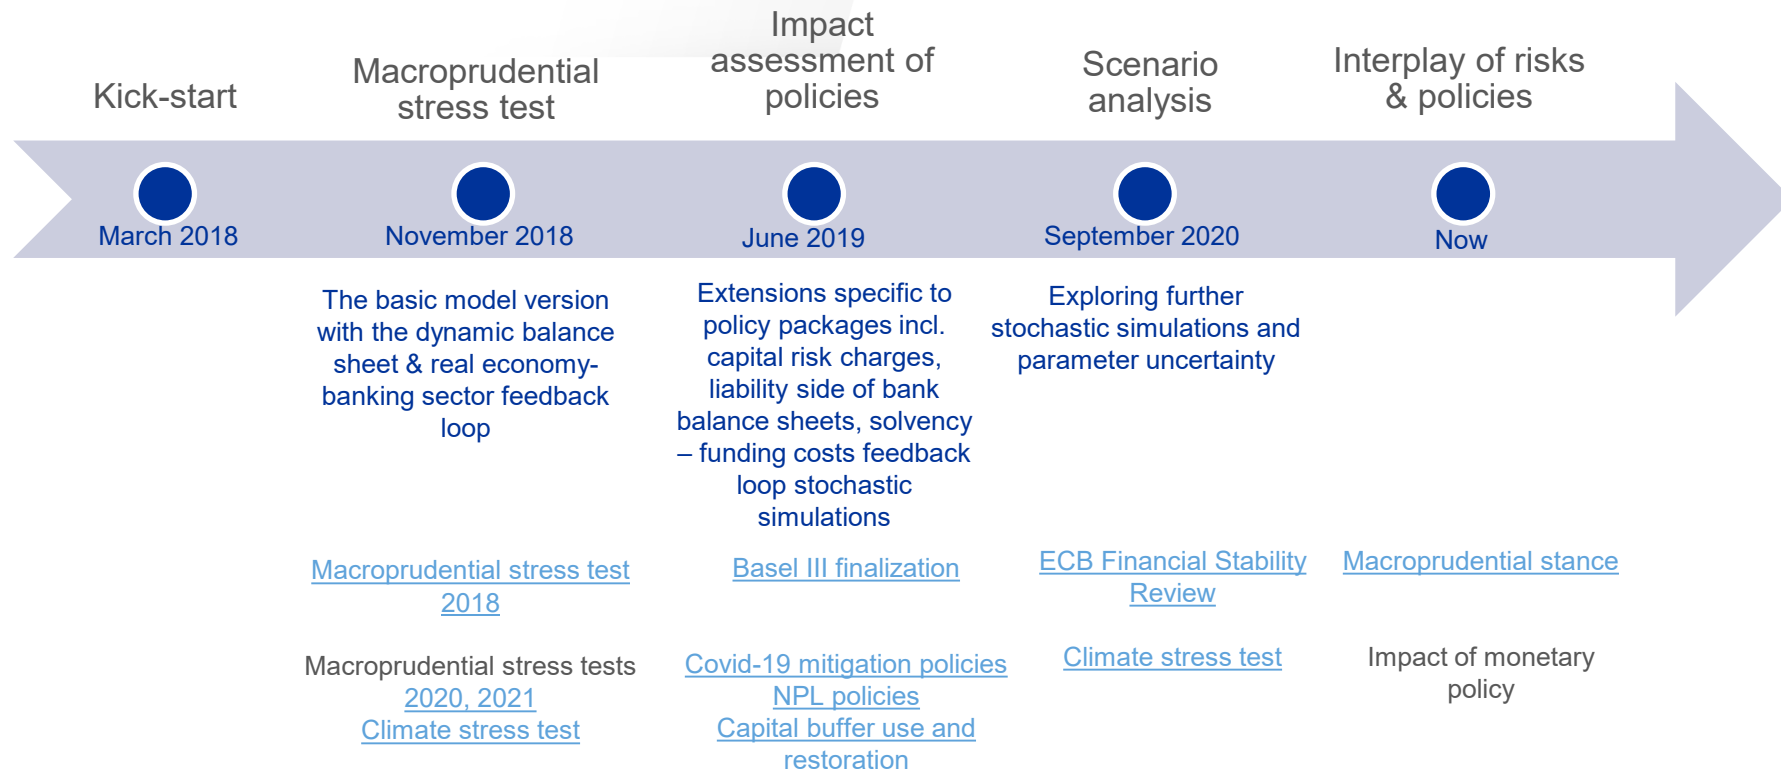 Kick-start
Macroprudential
stress test
Impact
assessment of
policies
Scenario
analysis
Interplay of risks
& policies
March 2018
November 2018
June 2019
September 2020
Now
The basic model version
with the dynamic balance
sheet & real economy-
banking sector feedback
loop
Extensions specific to
policy packages incl.
capital risk charges,
liability side of bank
balance sheets, solvency
– funding costs feedback
loop stochastic
simulations
Exploring further
stochastic simulations and
parameter uncertainty
Macroprudential stress test
2018
Basel III finalization
ECB Financial Stability
Review
Macroprudential stance
Macroprudential stress tests
2020, 2021
Climate stress test
Covid-19 mitigation policies
NPL policies
Capital buffer use and
restoration
Climate stress test
Impact of monetary
policy